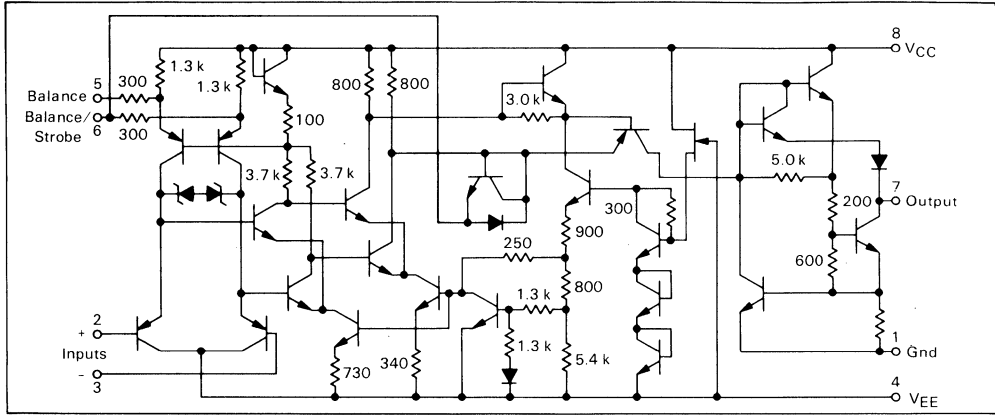 8
VCC
1.3 k
5
300
1.3 k
800
800
3.0 k
Balance
Balance/
Strobe
6
300
100
3.7 k
3.7 k
5.0 k
7
Output
200
300
900
250
600
800
1.3 k
2
+
Inputs
-
3
1.3 k
5.4 k
730
340
1
Gnd
4
VEE